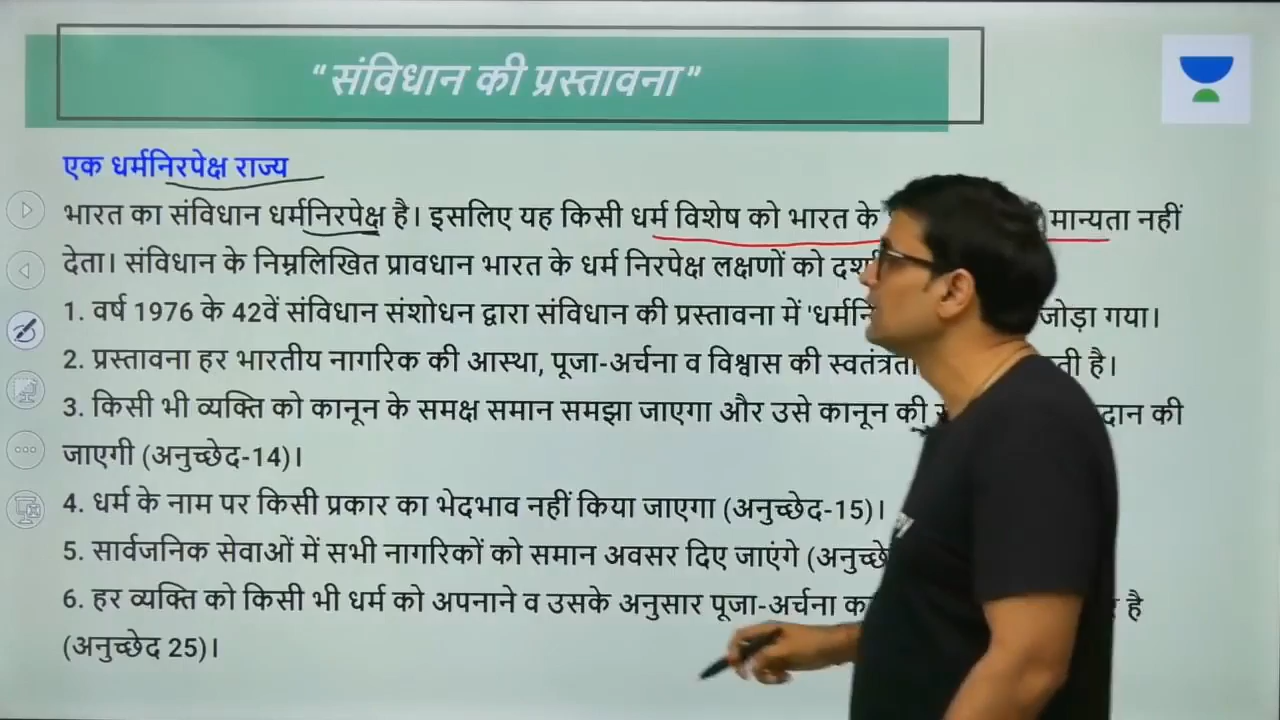 “संविधान की प्रस्तावना”
एक धर्मनिरपेक्ष राज्य
भारत का संविधान धर्मनिरपेक्ष है। इसलिए यह किसी धर्म विशेष को भारत के मान्यता नहीं
देता। संविधान के निम्नलिखित प्रावधान भारत के धर्म निरपेक्ष लक्षणों को
1. वर्ष 1976 के 42वें संविधान संशोधन द्वारा संविधान की प्रस्तावना में जोड़ा गया।
2. प्रस्तावना हर भारतीय नागरिक की आस्था, पूजा-अर्चना व विश्वास की है।
3. किसी भी व्यक्ति को कानून के समक्ष समान समझा जाएगा और उसे कानून की की
जाएगी (अनुच्छेद-14)।
4. धर्म के नाम पर किसी प्रकार का भेदभाव नहीं किया जाएगा (अनुच्छेद-15)।
5. सार्वजनिक सेवाओं में सभी नागरिकों को समान अवसर दिए जाएंगे
6. हर व्यक्ति को किसी भी धर्म को अपनाने व उसके अनुसार पूजा-अर्चना है
(अनुच्छेद 25)।